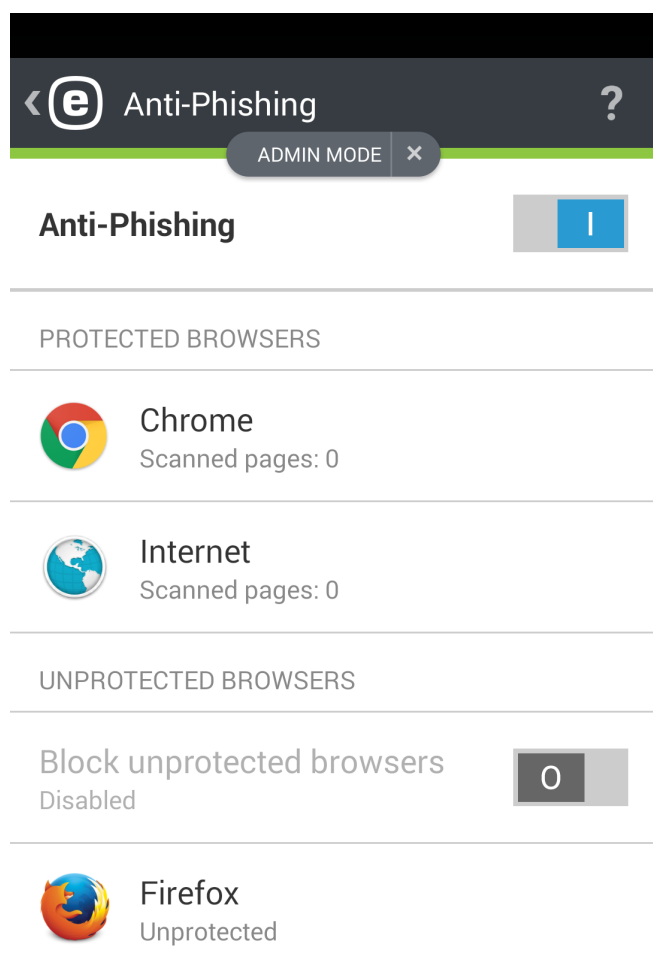 e Anti-Phishing ?
ADMIN MODE ×
Anti-Phishing I
PROTECTED BROWSERS
Chrome
Scanned pages: 0
Internet
Scanned pages: 0
UNPROTECTED BROWSERS
Block unprotected browsers O
Disabled
Firefox
Unprotected